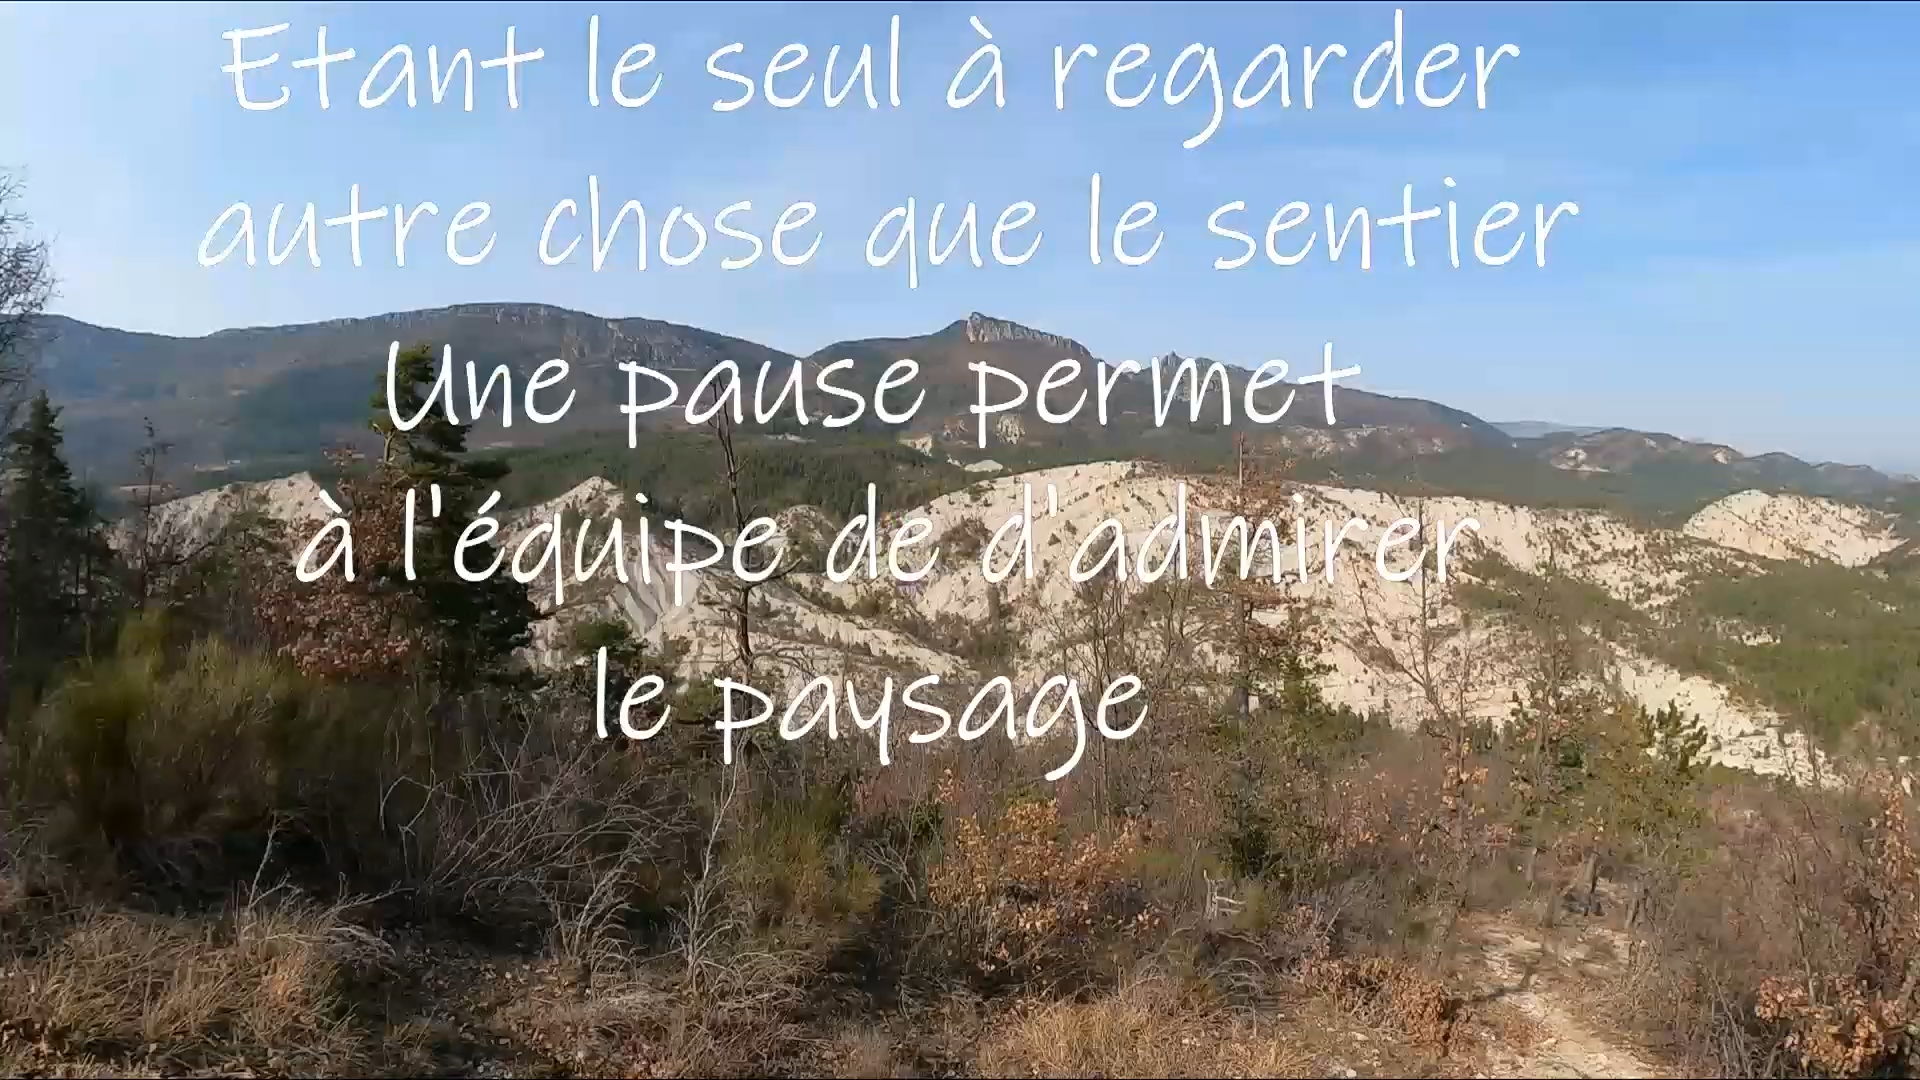 Etant le seul à regarder
autre chose que le sentier
Une pause permet
à l'équipe de d'admirer
le paysage